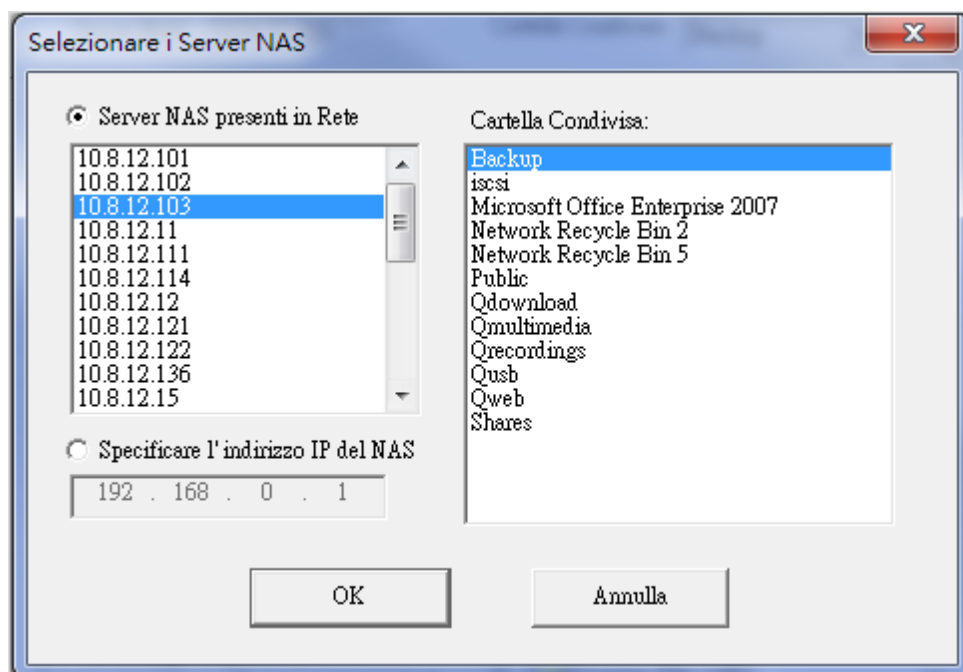 Selezionare i Server NAS
Server NAS presenti in Rete
10.8.12.101
10.8.12.102
10.8.12.103
10.8.12.11
10.8.12.111
10.8.12.114
10.8.12.12
10.8.12.121
10.8.12.122
10.8.12.136
10.8.12.15
Specificare l'indirizzo IP del NAS
192 . 168 . 0 . 1
Cartella Condivisa:
Backup
iscsi
Microsoft Office Enterprise 2007
Network Recycle Bin 2
Network Recycle Bin 5
Public
Qdownload
Qmultimedia
Qrecordings
Qusb
Qweb
Shares
OK
Annulla